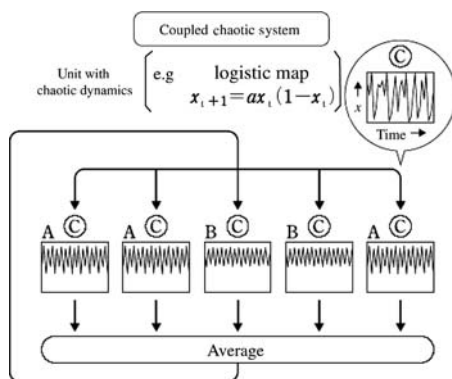 Coupled chaotic system
Unit with
chaotic dynamics
e.g
logistic map
xₜ₊₁=axₜ(1−xₜ)
C
x
Time
A C
A C
B C
B C
A C
Average